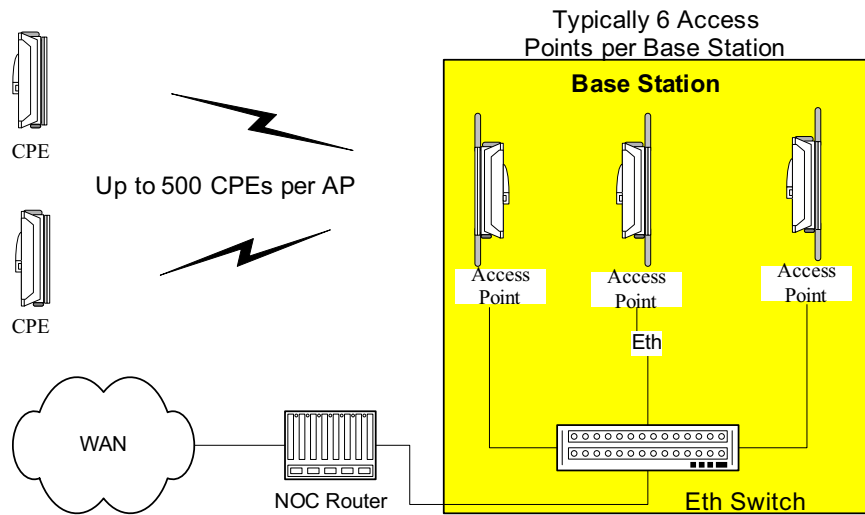 Typically 6 Access
Points per Base Station
Base Station
CPE
Up to 500 CPEs per AP
CPE
Access
Point
Access
Point
Access
Point
Eth
WAN
NOC Router
Eth Switch